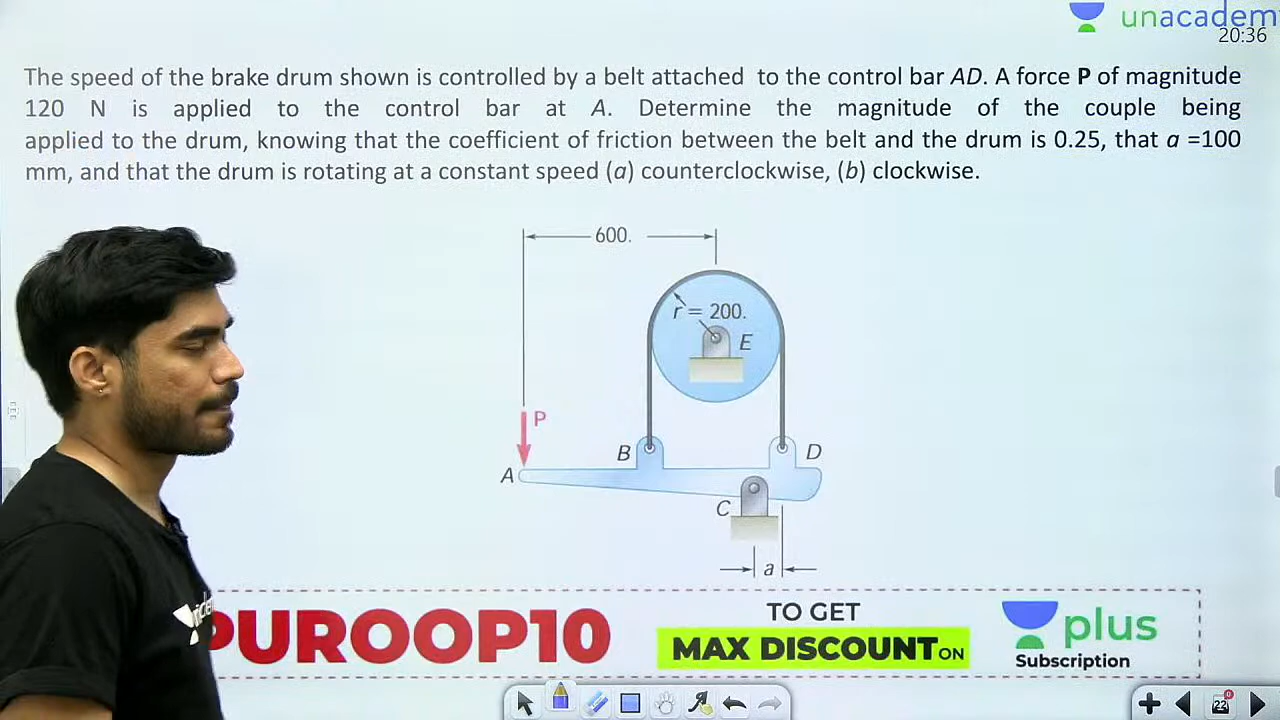 unacadem
20:36
The speed of the brake drum shown is controlled by a belt attached to the control bar AD. A force P of magnitude
120 N is applied to the control bar at A. Determine the magnitude of the couple being
applied to the drum, knowing that the coefficient of friction between the belt and the drum is 0.25, that a =100
mm, and that the drum is rotating at a constant speed (a) counterclockwise, (b) clockwise.
600.
r = 200.
E
P
B
D
A
C
a
PUROOP10
TO GET
MAX DISCOUNT ON
plus
Subscription
22
0